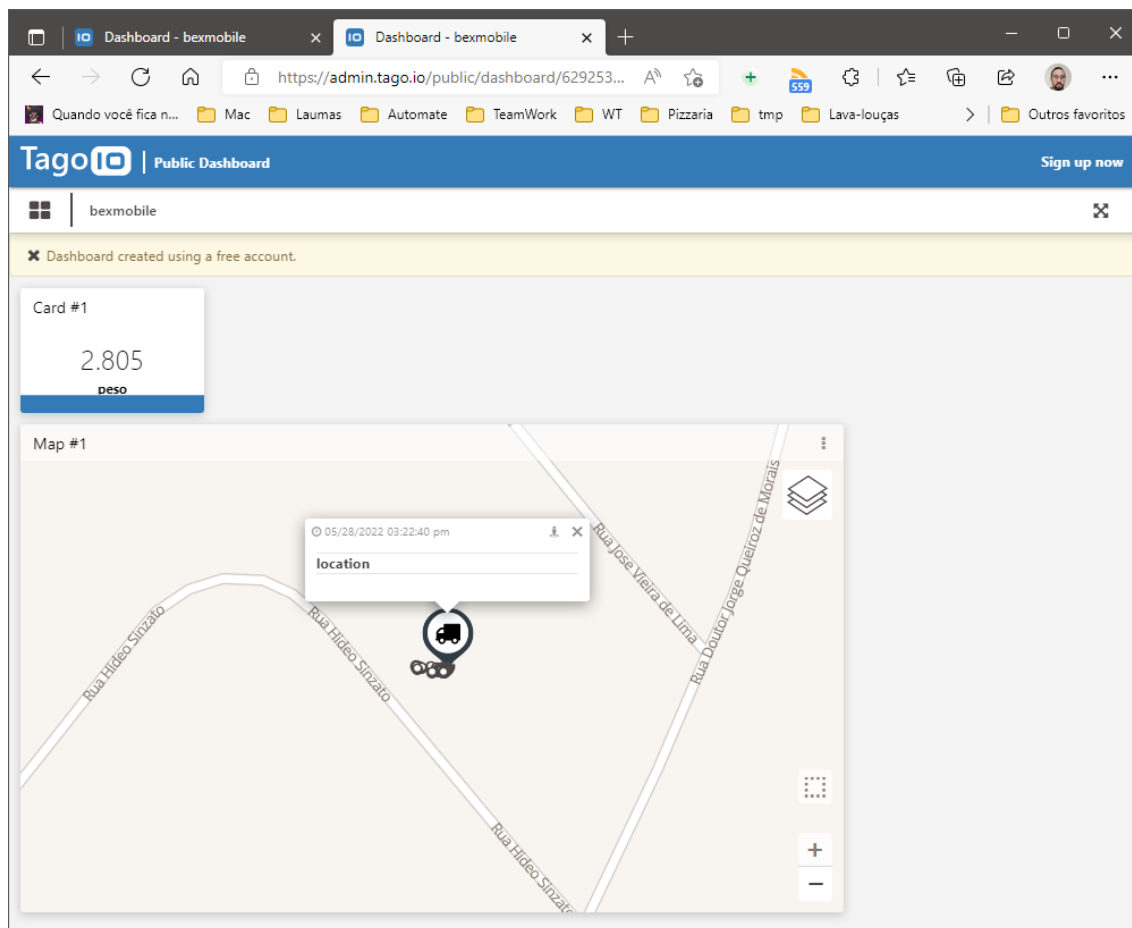 Dashboard - bexmobile
Dashboard - bexmobile
https://admin.tago.io/public/dashboard/629253...
559
Quando você fica n...
Mac
Laumas
Automate
TeamWork
WT
Pizzaria
tmp
Lava-louças
Outros favoritos
Tago IO | Public Dashboard
Sign up now
bexmobile
Dashboard created using a free account.
Card #1
2.805
peso
Map #1
05/28/2022 03:22:40 pm
location
Rua Hideo Sinzato
Rua Hideo Sinzato
Rua Hideo Sinzato
Rua Jose Vieira de Lima
Rua Doutor Jorge Queiroz de Morais